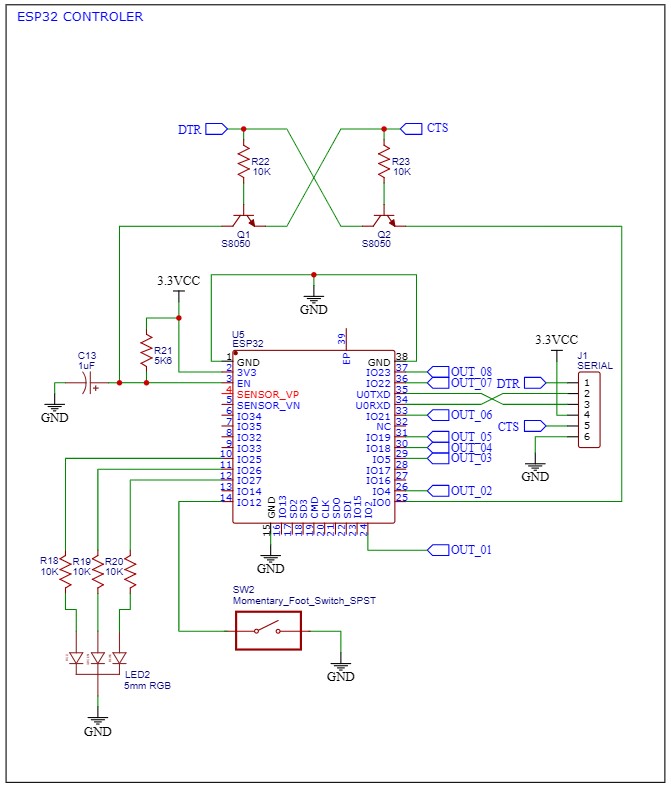 ESP32 CONTROLER
DTR
CTS
R22
10K
R23
10K
Q1
S8050
Q2
S8050
3.3VCC
GND
R21
5K6
C13
1uF
GND
U5
ESP32
39
EP
1 GND
2 3V3
3 EN
4 SENSOR_VP
5 SENSOR_VN
6 IO34
7 IO35
8 IO32
9 IO33
10 IO25
11 IO26
12 IO27
13 IO14
14 IO12
GND 38
IO23 37 OUT_08
IO22 36 OUT_07
U0TXD 35
U0RXD 34
IO21 33 OUT_06
NC 32
IO19 31 OUT_05
IO18 30 OUT_04
IO5 29 OUT_03
IO17 28
IO16 27
IO4 26 OUT_02
IO0 25
GND IO13 SD2 SD3 CMD CLK SDO SDI IO15 IO2
15 16 17 18 19 20 21 22 23 24
GND
OUT_01
3.3VCC
J1
SERIAL
DTR
CTS
1
2
3
4
5
6
GND
R18
10K
R19
10K
R20
10K
SW2
Momentary_Foot_Switch_SPST
GND
LED2
5mm RGB
GND